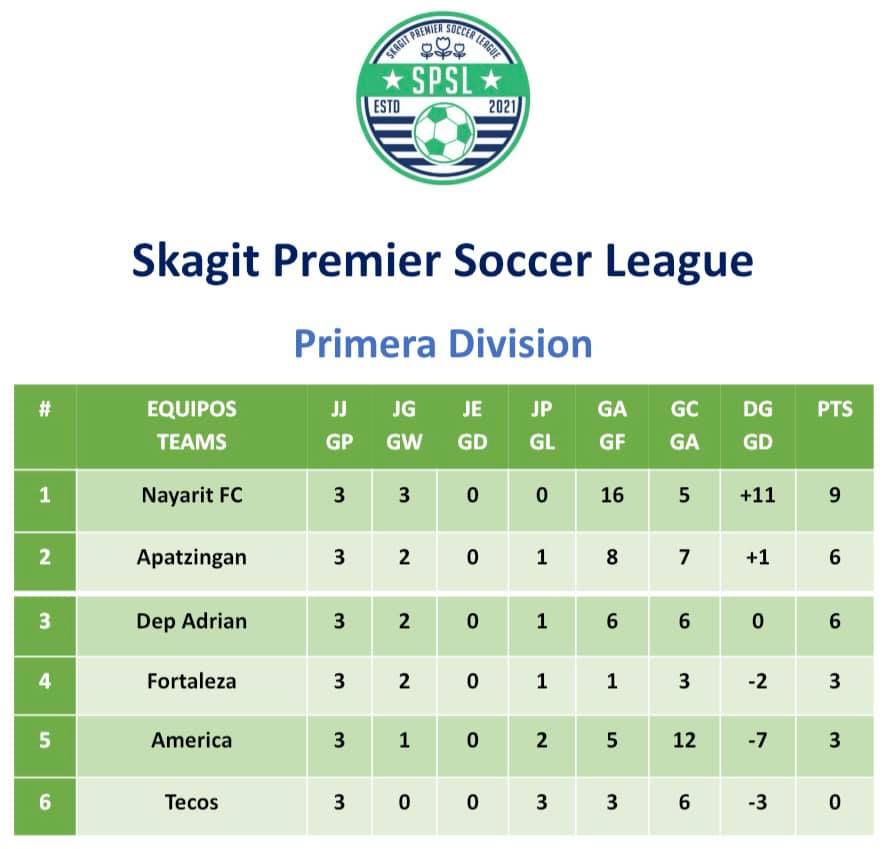 SKAGIT PREMIER SOCCER LEAGUE
SPSL
ESTD 2021
Skagit Premier Soccer League
Primera Division
# EQUIPOS JJ JG JE JP GA GC DG PTS
TEAMS GP GW GD GL GF GA GD
1 Nayarit FC 3 3 0 0 16 5 +11 9
2 Apatzingan 3 2 0 1 8 7 +1 6
3 Dep Adrian 3 2 0 1 6 6 0 6
4 Fortaleza 3 2 0 1 1 3 -2 3
5 America 3 1 0 2 5 12 -7 3
6 Tecos 3 0 0 3 3 6 -3 0